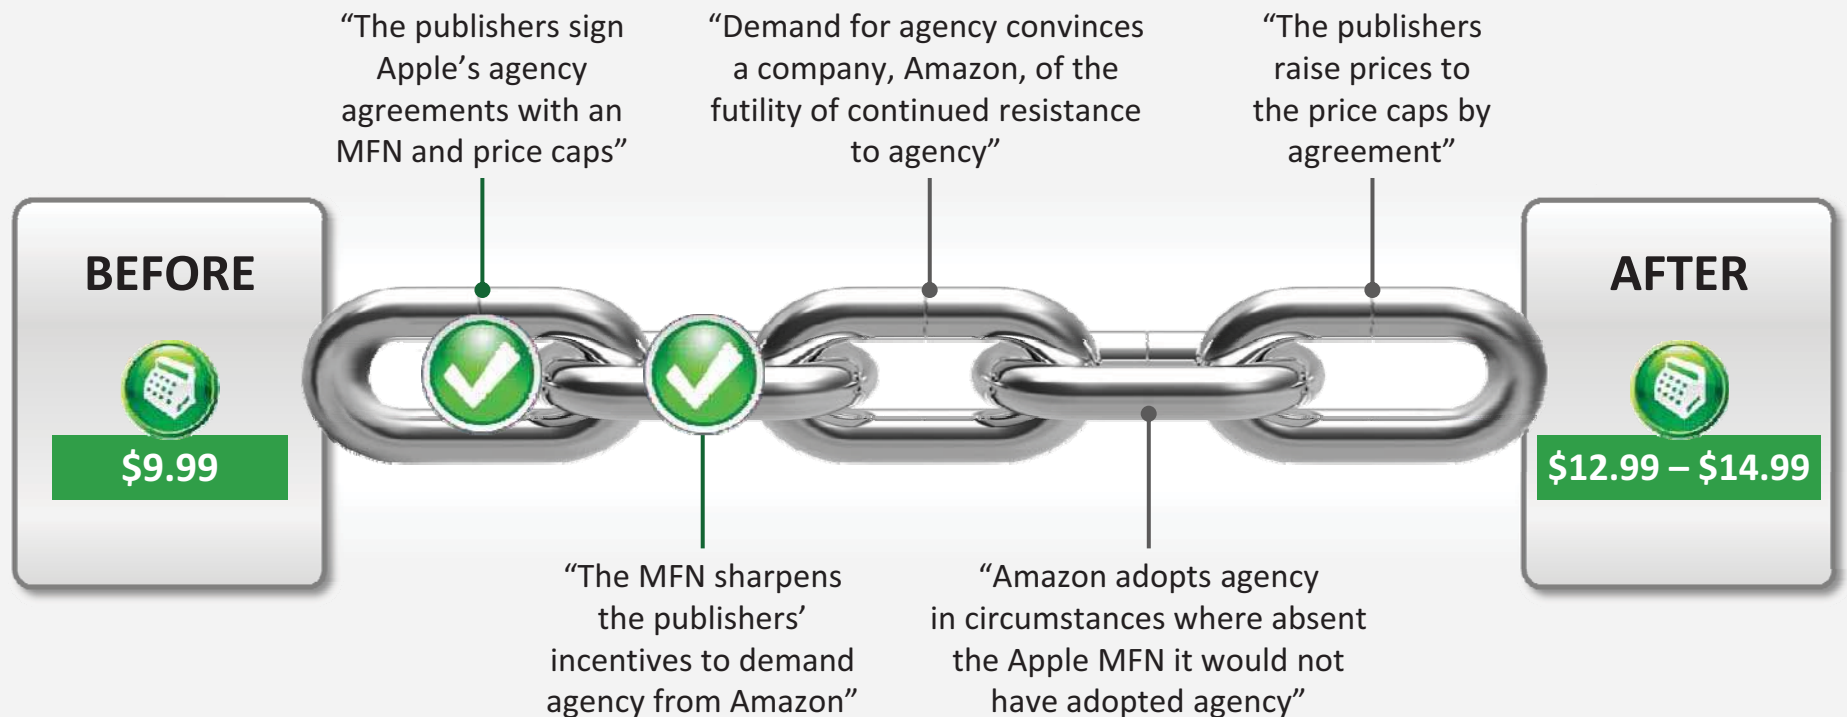 “The publishers sign
Apple’s agency
agreements with an
MFN and price caps”
“Demand for agency convinces
a company, Amazon, of the
futility of continued resistance
to agency”
“The publishers
raise prices to
the price caps by
agreement”
BEFORE
$9.99
AFTER
$12.99 – $14.99
“The MFN sharpens
the publishers’
incentives to demand
agency from Amazon”
“Amazon adopts agency
in circumstances where absent
the Apple MFN it would not
have adopted agency”